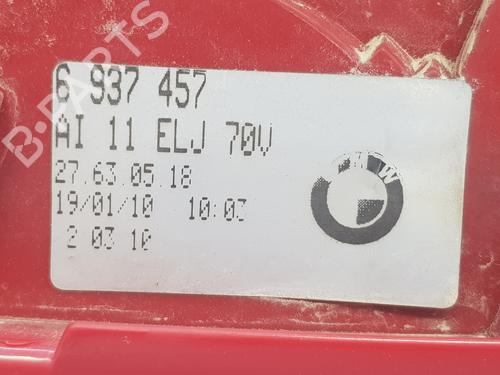 B-PARTS
6 937 457
AI 11 ELJ 70V
27.63.05.18
19/01/10 10:03
2 03 10
BMW